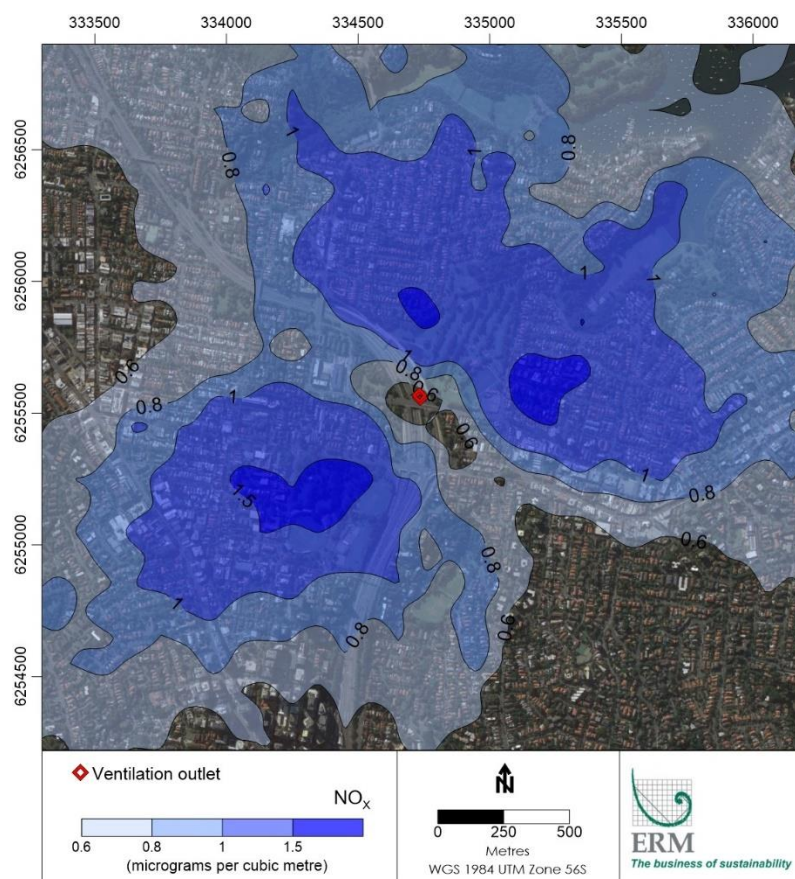 333500 334000 334500 335000 335500 336000
6256500
6256000
6255500
6255000
6254500
0.8
1
1
0.8
1
1
0.6
1
0.8
0.6
0.8
1
0.6
1.5
1
0.8
0.6
0.8
1
0.8
0.6
Ventilation outlet
NOX
0.6 0.8 1 1.5
(micrograms per cubic metre)
N
0 250 500
Metres
WGS 1984 UTM Zone 56S
ERM
The business of sustainability